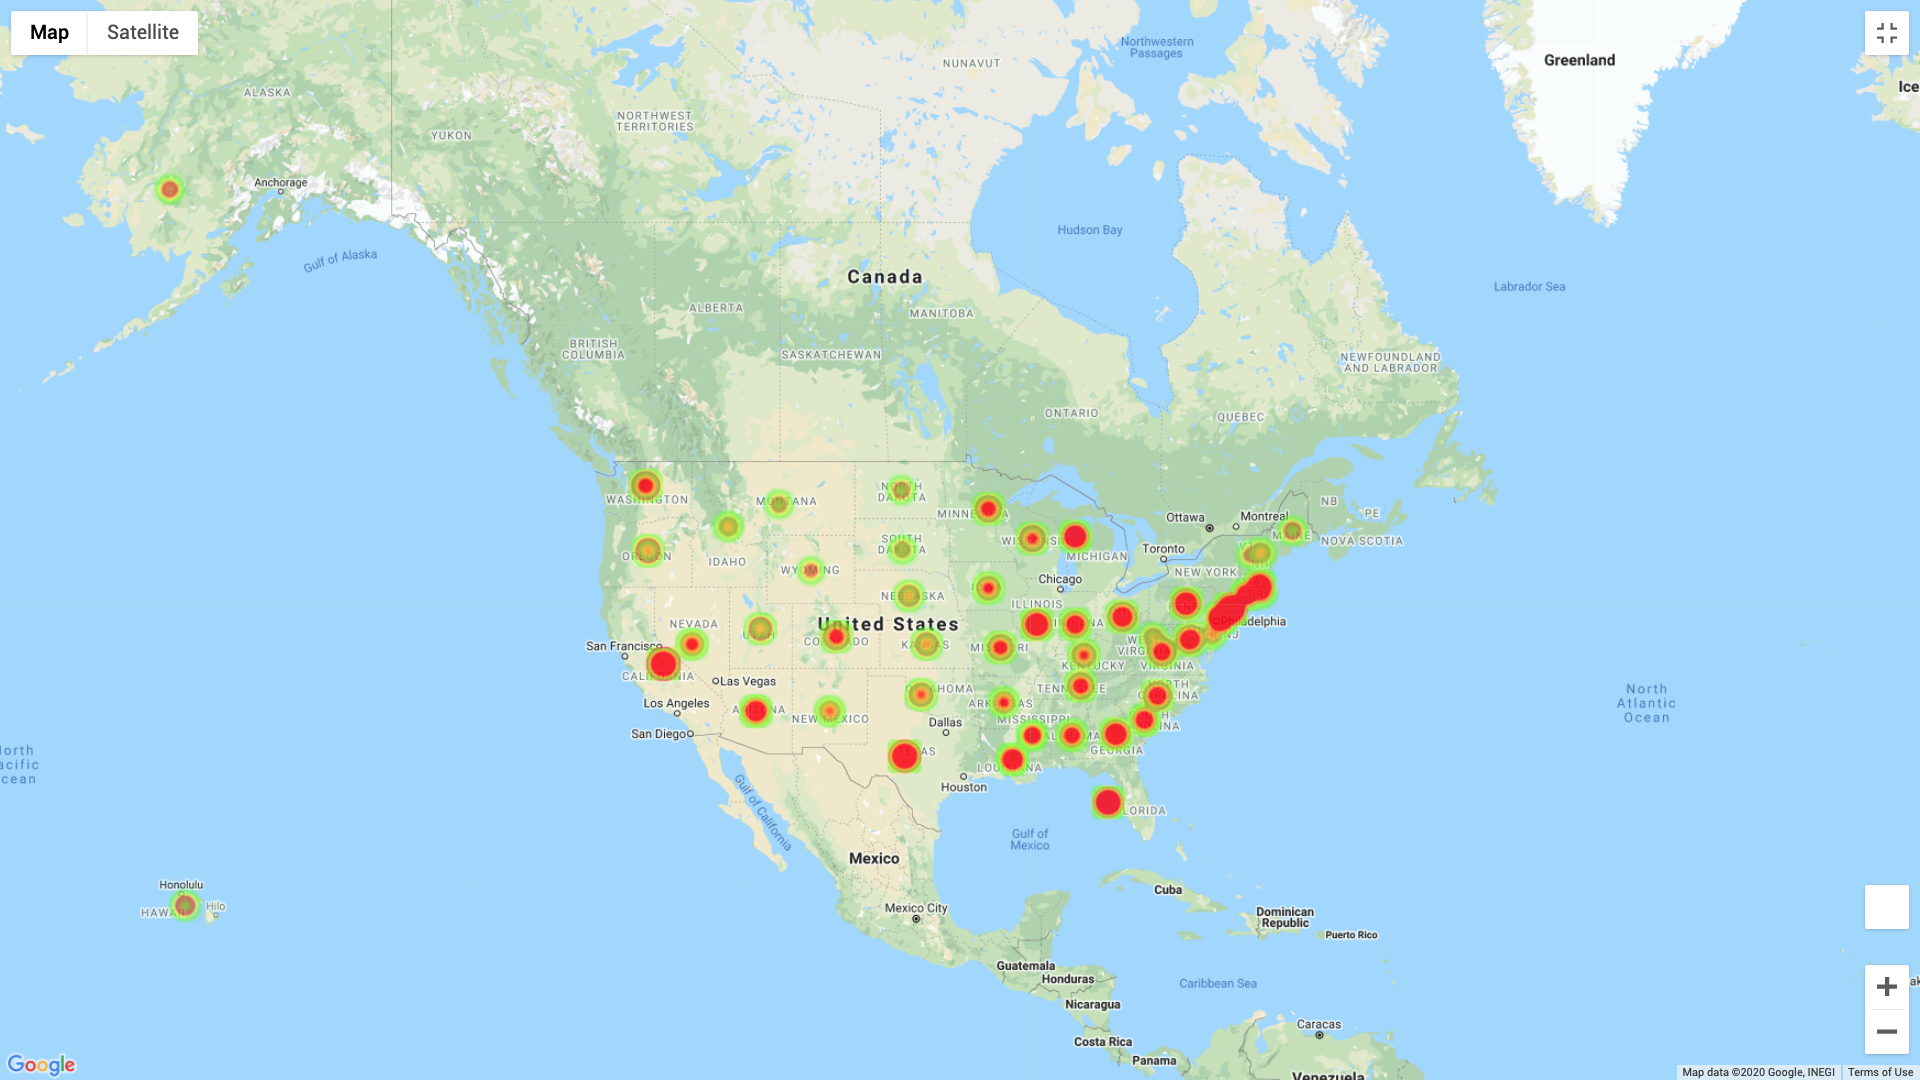 Map
Satellite
Northwestern
Passages
NUNAVUT
Greenland
Ice
ALASKA
NORTHWEST
TERRITORIES
YUKON
Anchorage
Hudson Bay
Gulf of Alaska
Canada
Labrador Sea
ALBERTA
MANITOBA
BRITISH
COLUMBIA
SASKATCHEWAN
NEWFOUNDLAND
AND LABRADOR
ONTARIO
QUEBEC
NORTH
DAKOTA
WASHINGTON
MONTANA
MINNESOTA
NB
PE
Ottawa
Montreal
MAINE
NOVA SCOTIA
SOUTH
DAKOTA
WISCONSIN
MICHIGAN
Toronto
VT
OREGON
IDAHO
WYOMING
NEW YORK
Chicago
IOWA
NEBRASKA
ILLINOIS
United States
NEVADA
UTAH
COLORADO
KANSAS
MISSOURI
INDIANA
Philadelphia
NJ
WEST
VIRGINIA
San Francisco
CALIFORNIA
KENTUCKY
VIRGINIA
Las Vegas
OKLAHOMA
TENNESSEE
NORTH
CAROLINA
Los Angeles
ARIZONA
NEW MEXICO
ARKANSAS
MISSISSIPPI
SOUTH
CAROLINA
Dallas
San Diego
ALABAMA
GEORGIA
TEXAS
LOUISIANA
Houston
FLORIDA
North
Atlantic
Ocean
orth
acific
cean
Gulf of California
Gulf of
Mexico
Mexico
Cuba
Honolulu
HAWAII
Hilo
Mexico City
Dominican
Republic
Puerto Rico
Guatemala
Honduras
Caribbean Sea
Nicaragua
Caracas
Costa Rica
Panama
Venezuela
Google
Map data ©2020 Google, INEGI
Terms of Use